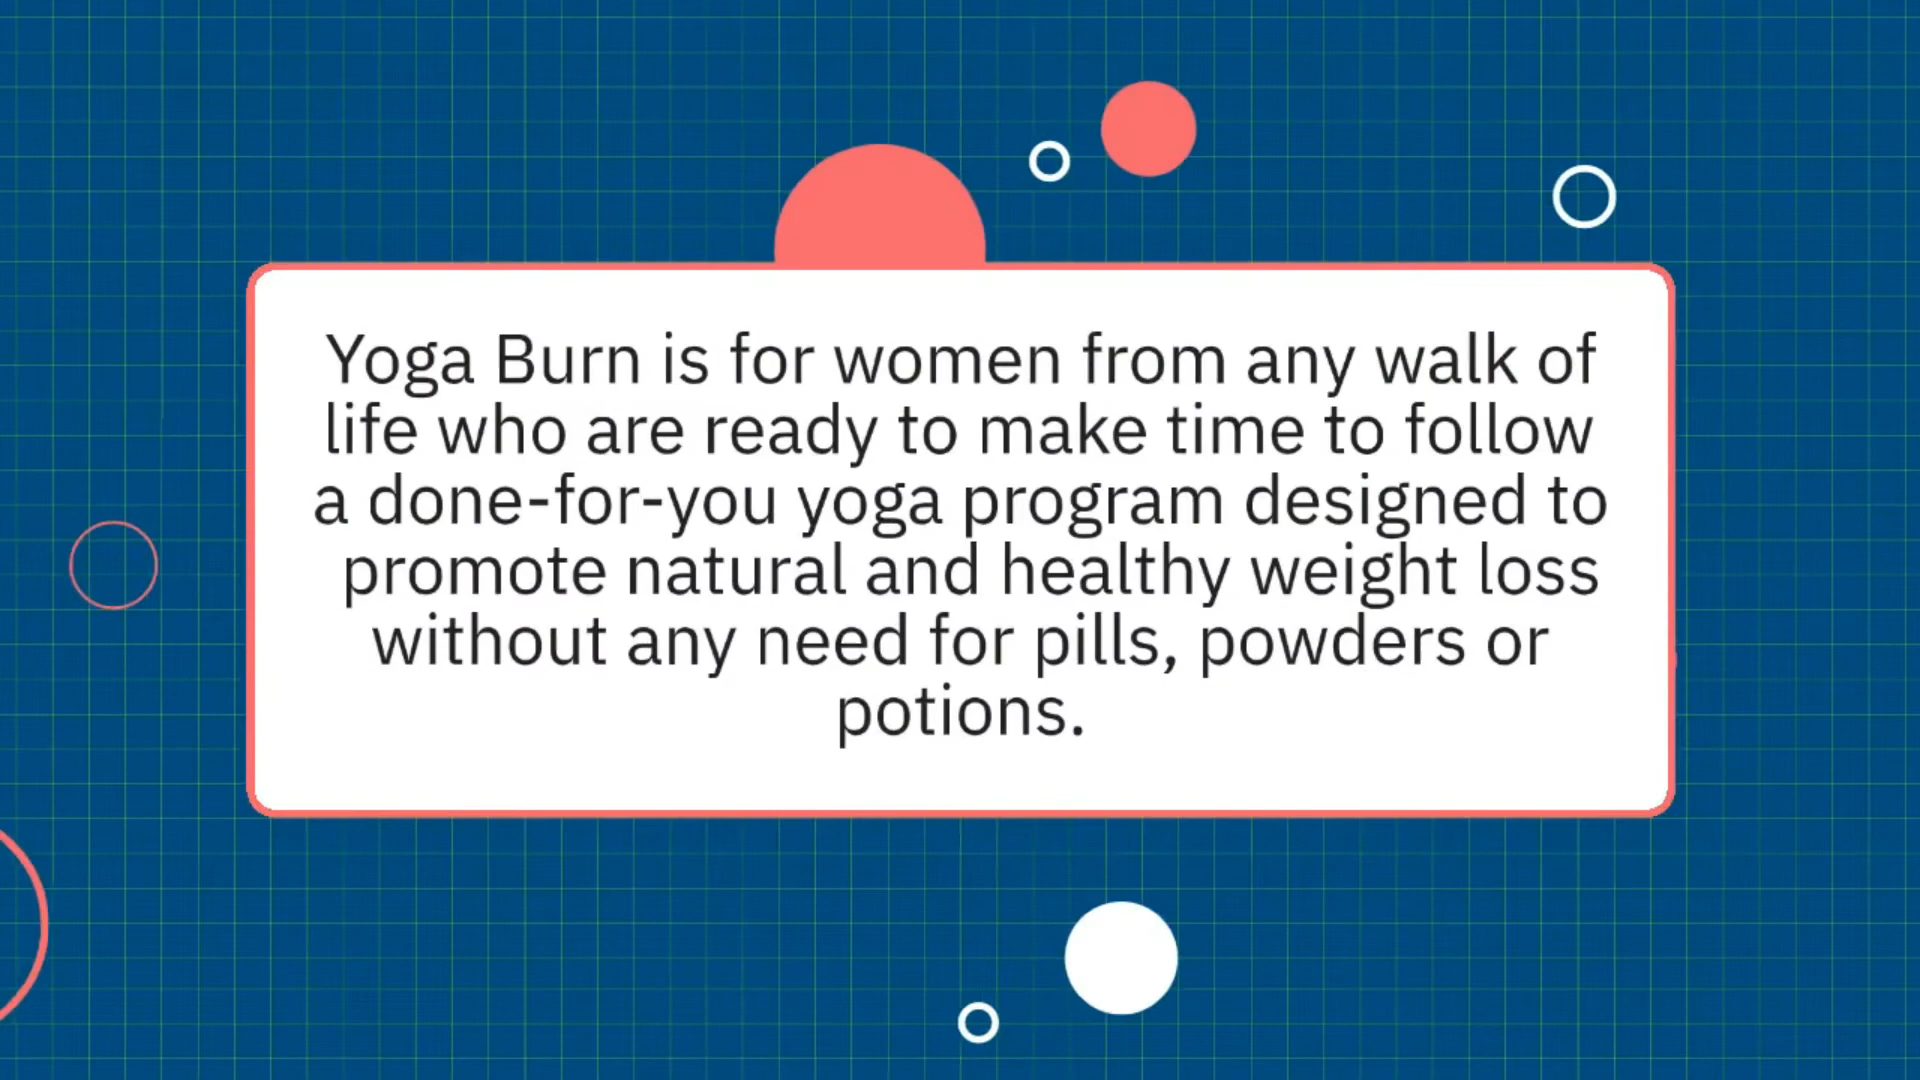 Yoga Burn is for women from any walk of
life who are ready to make time to follow
a done-for-you yoga program designed to
promote natural and healthy weight loss
without any need for pills, powders or
potions.